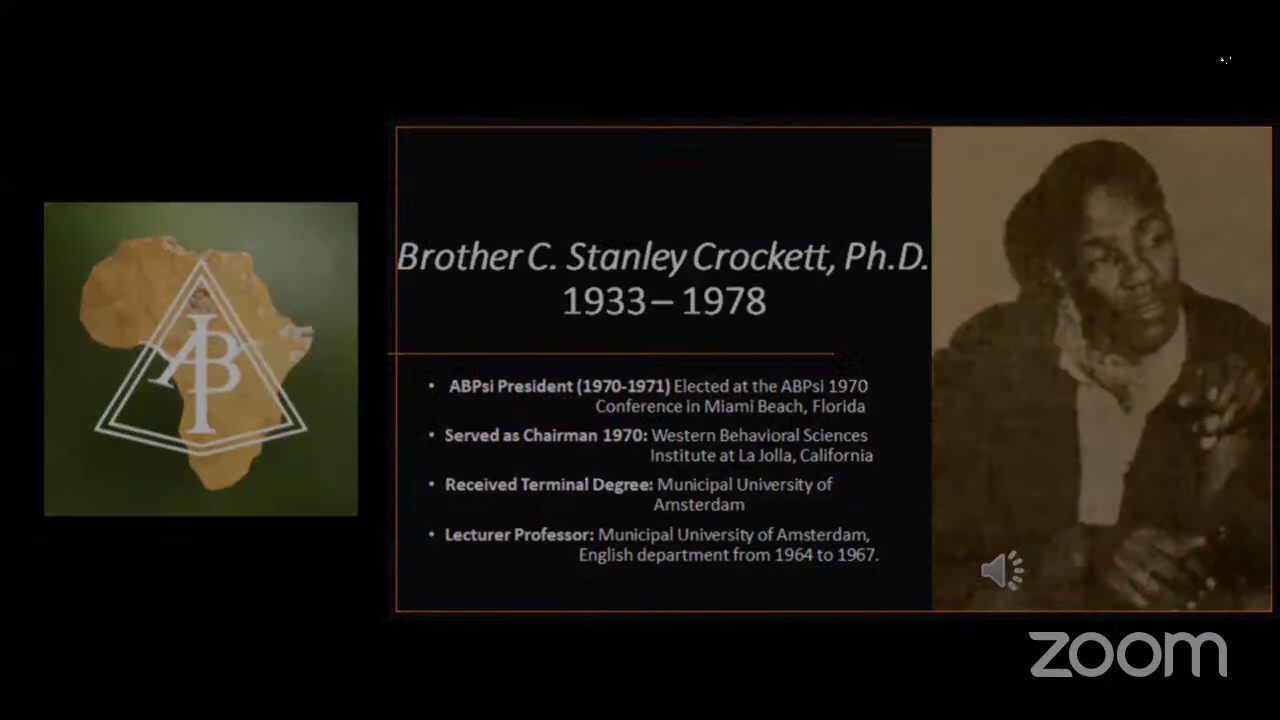 ABP
Brother C. Stanley Crockett, Ph.D.
1933 – 1978
• ABPsi President (1970-1971) Elected at the ABPsi 1970
Conference in Miami Beach, Florida
• Served as Chairman 1970: Western Behavioral Sciences
Institute at La Jolla, California
• Received Terminal Degree: Municipal University of
Amsterdam
• Lecturer Professor: Municipal University of Amsterdam,
English department from 1964 to 1967.
zoom